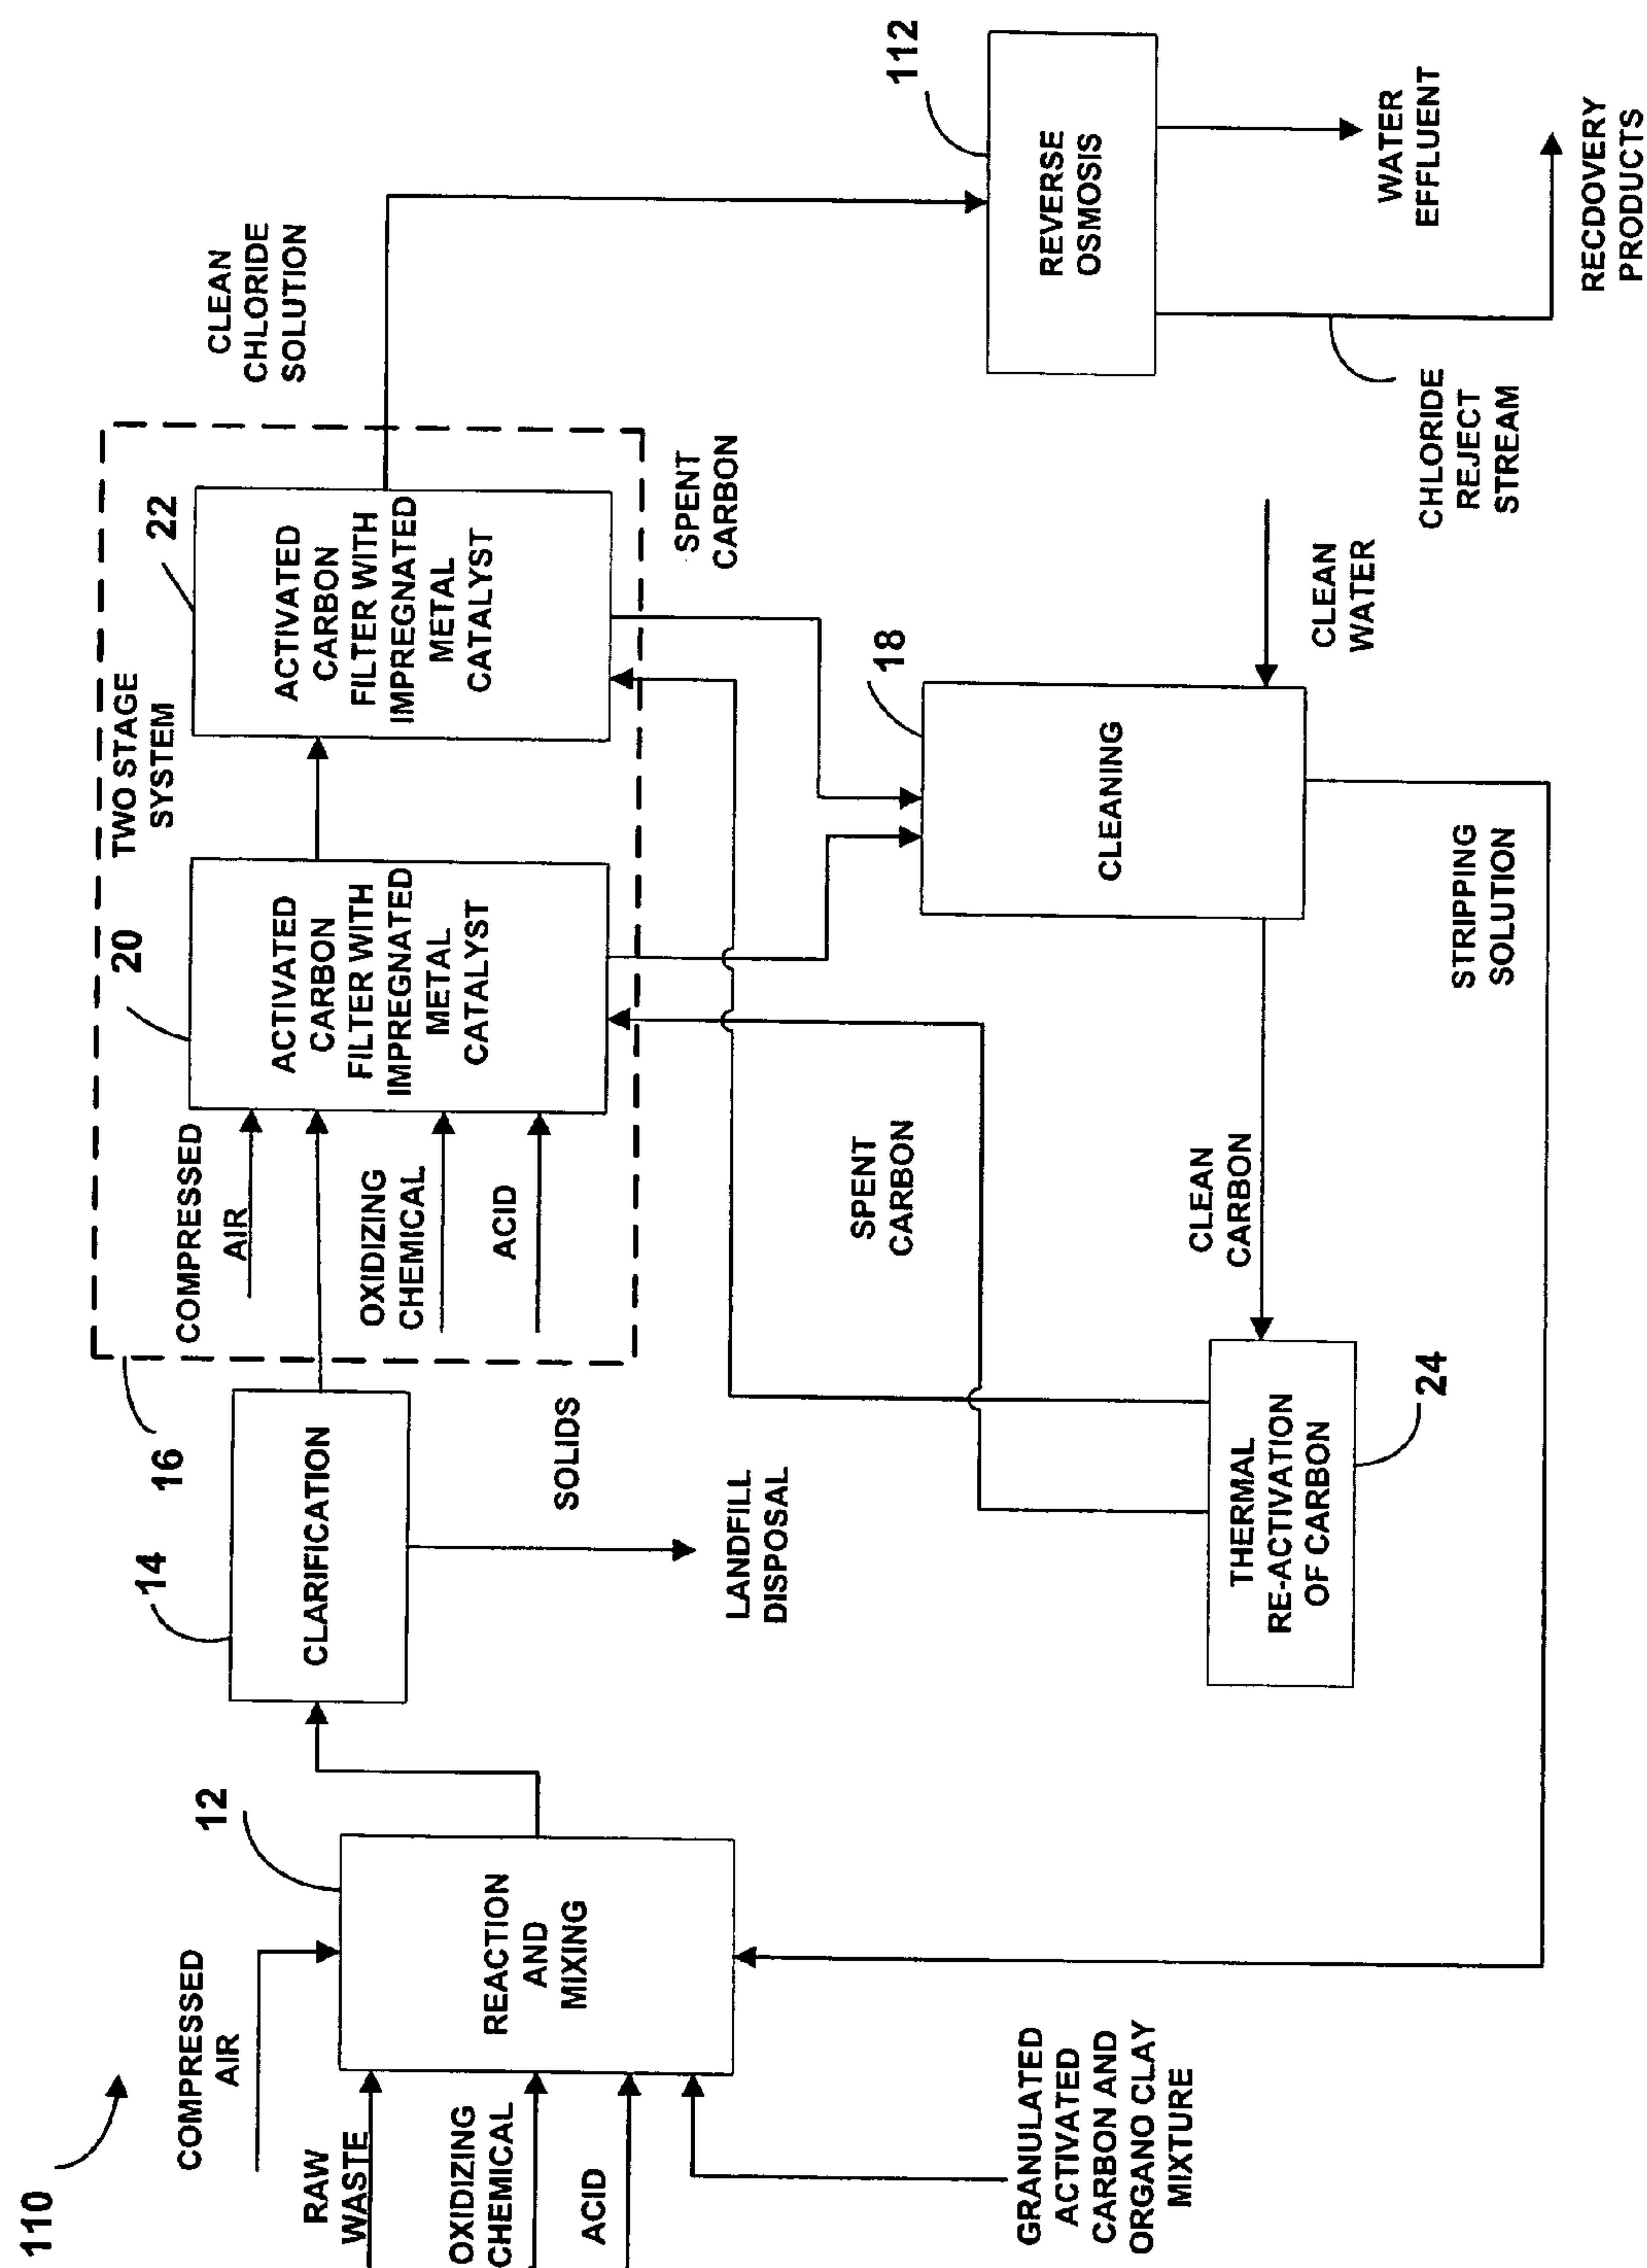 110
COMPRESSED
AIR
RAW
WASTE
OXIDIZING
CHEMICAL
ACID
GRANULATED
ACTIVATED
CARBON AND
ORGANO CLAY
MIXTURE
12
REACTION
AND
MIXING
14
CLARIFICATION
SOLIDS
LANDFILL
DISPOSAL
16
TWO STAGE
SYSTEM
COMPRESSED
AIR
OXIDIZING
CHEMICAL
ACID
20
ACTIVATED
CARBON
FILTER WITH
IMPREGNATED
METAL
CATALYST
22
ACTIVATED
CARBON
FILTER WITH
IMPREGNATED
METAL
CATALYST
SPENT
CARBON
CLEAN
CHLORIDE
SOLUTION
SPENT
CARBON
18
CLEANING
CLEAN
WATER
CLEAN
CARBON
THERMAL
RE-ACTIVATION
OF CARBON
24
STRIPPING
SOLUTION
112
REVERSE
OSMOSIS
WATER
EFFLUENT
CHLORIDE
REJECT
STREAM
RECDOVERY
PRODUCTS